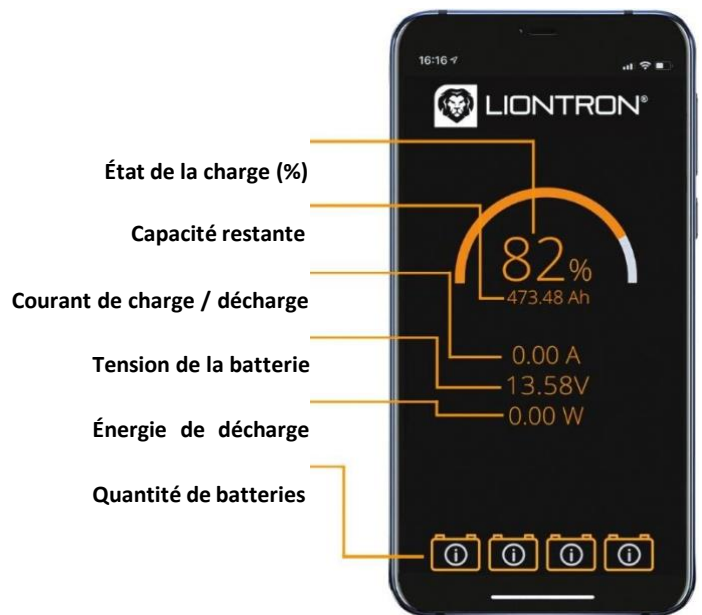 16:16
LIONTRON®
État de la charge (%)
Capacité restante
Courant de charge / décharge
Tension de la batterie
Énergie de décharge
Quantité de batteries
82%
473.48 Ah
0.00 A
13.58V
0.00 W